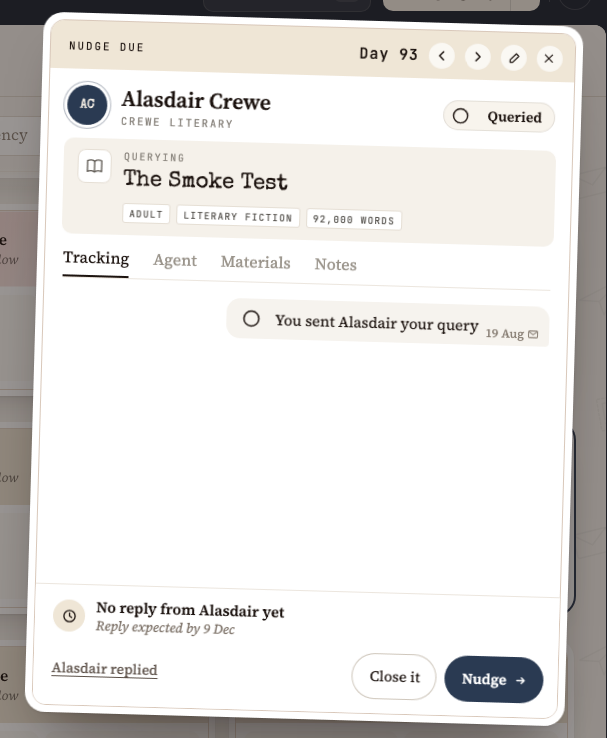 NUDGE DUE
Day 93
AC
Alasdair Crewe
CREWE LITERARY
Queried
QUERYING
The Smoke Test
ADULT
LITERARY FICTION
92,000 WORDS
Tracking
Agent
Materials
Notes
You sent Alasdair your query
19 Aug
No reply from Alasdair yet
Reply expected by 9 Dec
Alasdair replied
Close it
Nudge →